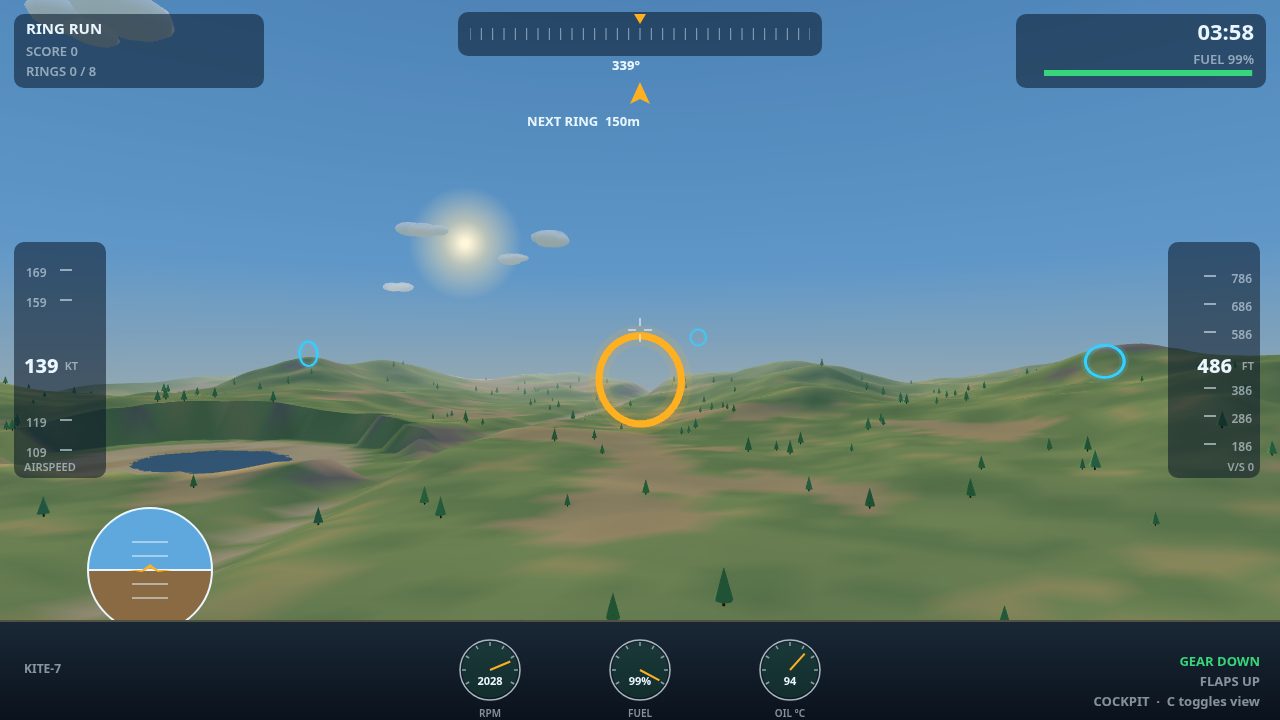 RING RUN
SCORE 0
RINGS 0 / 8
339°
NEXT RING 150m
03:58
FUEL 99%
169
159
139 KT
119
109
AIRSPEED
786
686
586
486 FT
386
286
186
V/S 0
KITE-7
2028
RPM
99%
FUEL
94
OIL °C
GEAR DOWN
FLAPS UP
COCKPIT · C toggles view